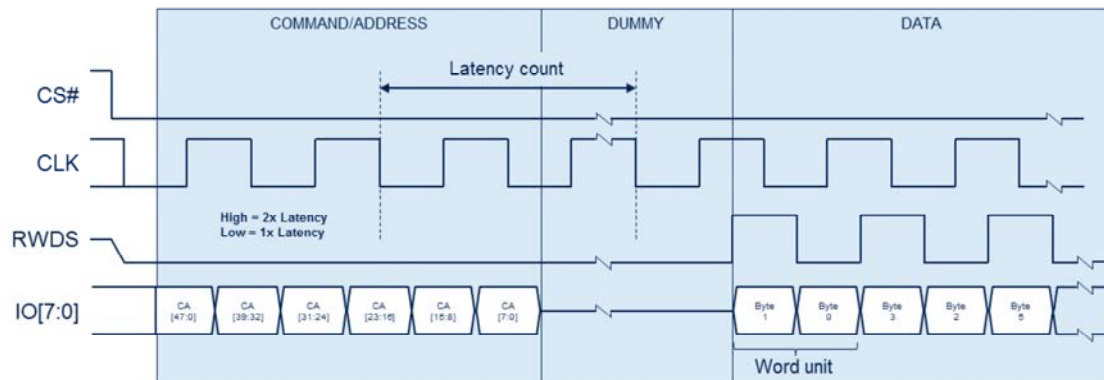 COMMAND/ADDRESS
DUMMY
DATA
Latency count
CS#
CLK
High = 2x Latency
Low = 1x Latency
RWDS
IO[7:0]
CA
[47:0]
CA
[39:32]
CA
[31:24]
CA
[23:16]
CA
[15:8]
CA
[7:0]
Byte
1
Byte
0
Byte
3
Byte
2
Byte
5
Word unit